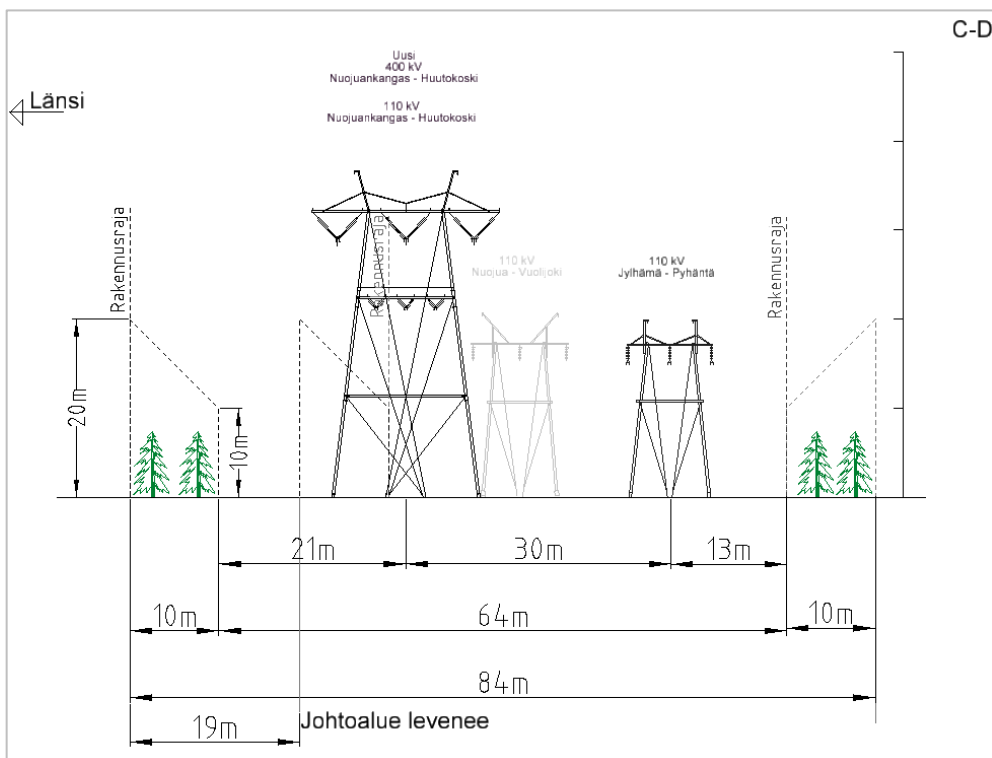 C-D
Uusi
400 kV
Nuojuankangas - Huutokoski
110 kV
Nuojuankangas - Huutokoski
Länsi
Rakennusraja
Rakennusraja
Rakennusraja
110 kV
Nuojua - Vuolijoki
110 kV
Jylhämä - Pyhäntä
20m
10m
21m
30m
13m
10m
64m
10m
84m
19m
Johtoalue levenee